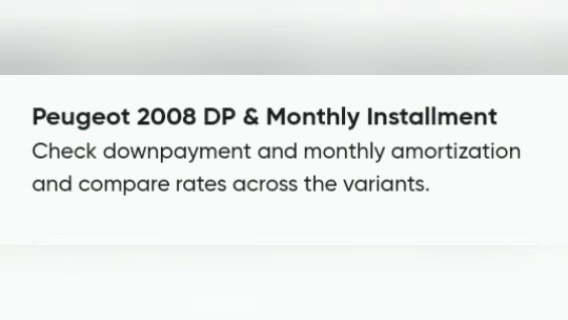 Peugeot 2008 DP & Monthly Installment
Check downpayment and monthly amortization
and compare rates across the variants.